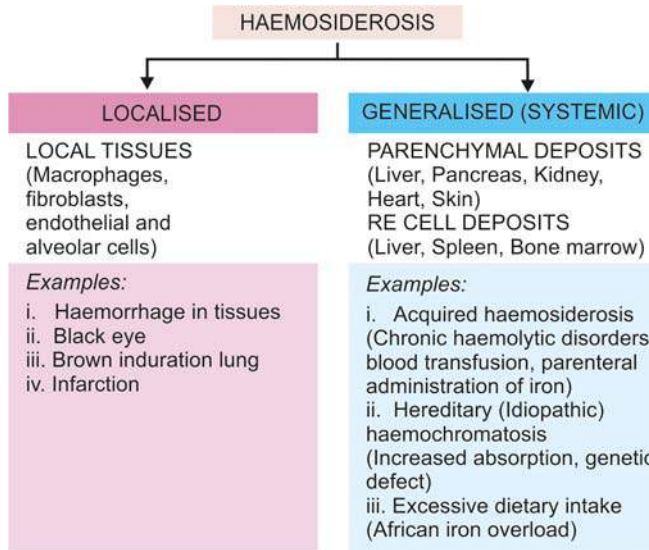 HAEMOSIDEROSIS
LOCALISED
LOCAL TISSUES
(Macrophages,
fibroblasts,
endothelial and
alveolar cells)
Examples:
i. Haemorrhage in tissues
ii. Black eye
iii. Brown induration lung
iv. Infarction
GENERALISED (SYSTEMIC)
PARENCHYMAL DEPOSITS
(Liver, Pancreas, Kidney,
Heart, Skin)
RE CELL DEPOSITS
(Liver, Spleen, Bone marrow)
Examples:
i. Acquired haemosiderosis
(Chronic haemolytic disorders
blood transfusion, parenteral
administration of iron)
ii. Hereditary (Idiopathic)
haemochromatosis
(Increased absorption, genetic
defect)
iii. Excessive dietary intake
(African iron overload)